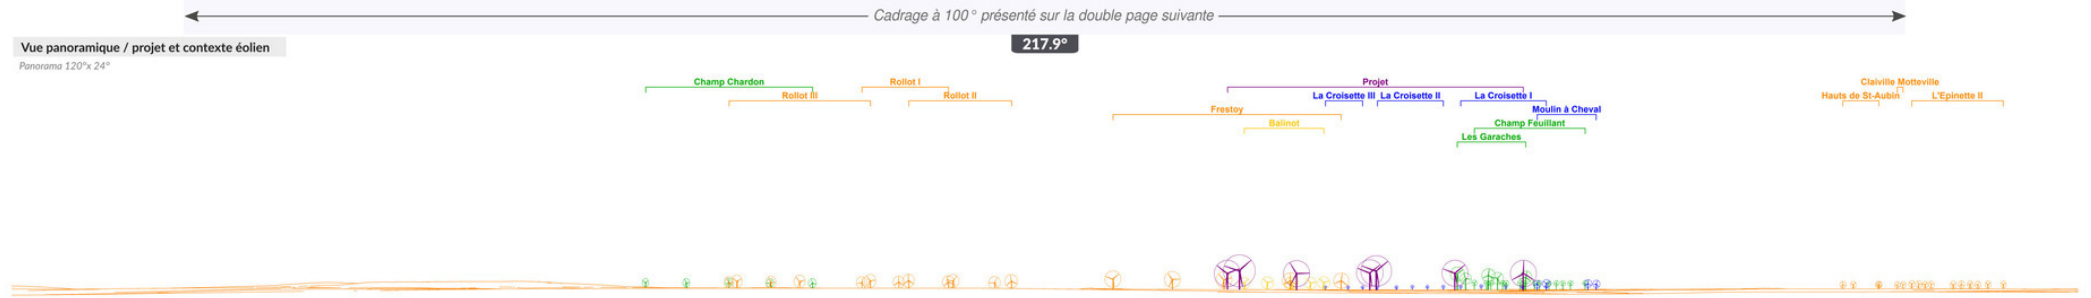 Cadrage à 100° présenté sur la double page suivante
217.9°
Vue panoramique / projet et contexte éolien
Panorama 120°x 24°
Champ Chardon
Rollot I
Projet
Claiville Motteville
Rollot III
Rollot II
La Croisette III
La Croisette II
La Croisette I
Hauts de St-Aubin
L'Epinette II
Frestoy
Moulin à Cheval
Balinot
Champ Feuillant
Les Garaches